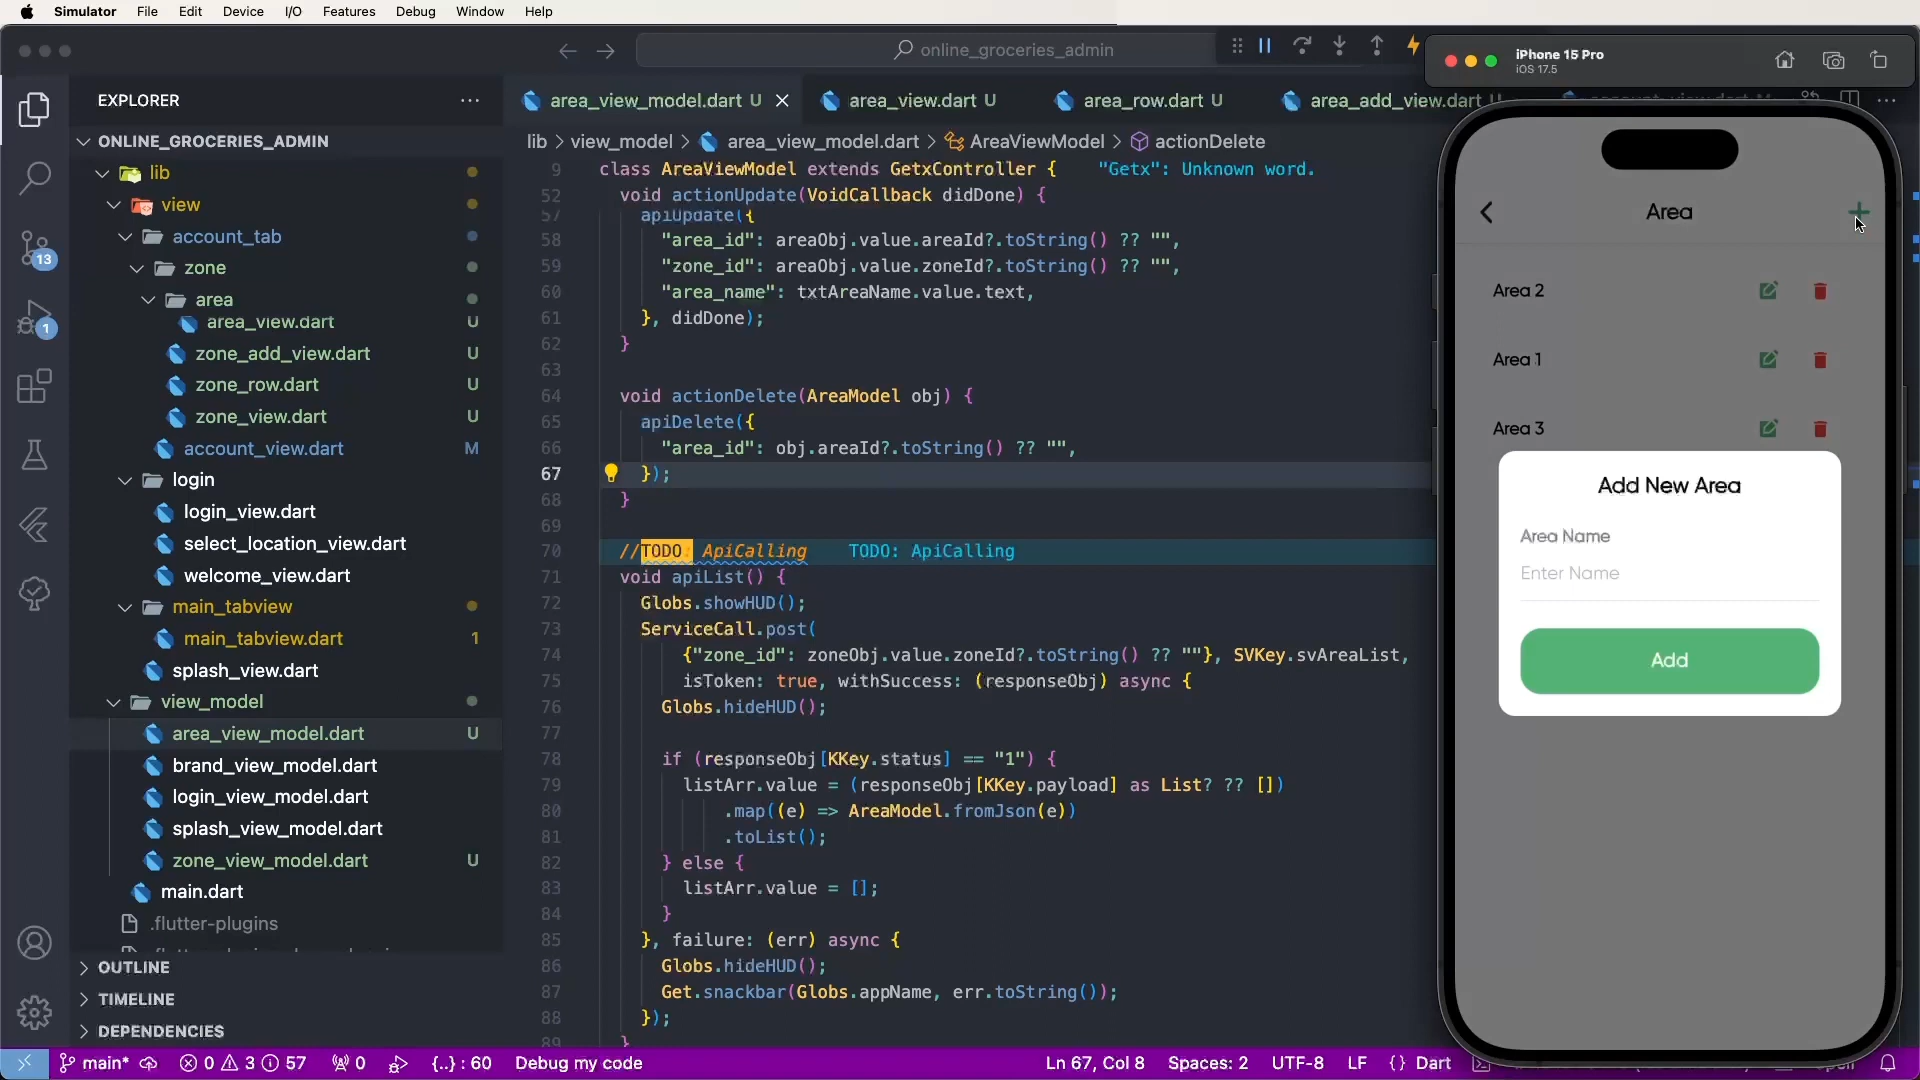 Simulator File Edit Device I/O Features Debug Window Help
online_groceries_admin
iPhone 15 Pro
iOS 17.5
EXPLORER
area_view_model.dart U
area_view.dart U
area_row.dart U
area_add_view.dart
ONLINE_GROCERIES_ADMIN
lib > view_model > area_view_model.dart > AreaViewModel > actionDelete
lib
view
account_tab
zone
area
area_view.dart U
zone_add_view.dart U
zone_row.dart U
zone_view.dart U
account_view.dart M
login
login_view.dart
select_location_view.dart
welcome_view.dart
main_tabview
main_tabview.dart 1
splash_view.dart
view_model
area_view_model.dart U
brand_view_model.dart
login_view_model.dart
splash_view_model.dart
zone_view_model.dart U
main.dart
.flutter-plugins
OUTLINE
TIMELINE
DEPENDENCIES
13
1
9 class AreaViewModel extends GetxController { "Getx": Unknown word.
52 void actionUpdate(VoidCallback didDone) {
57 apiUpdate({
58 "area_id": areaObj.value.areaId?.toString() ?? "",
59 "zone_id": areaObj.value.zoneId?.toString() ?? "",
60 "area_name": txtAreaName.value.text,
61 }, didDone);
62 }
63
64 void actionDelete(AreaModel obj) {
65 apiDelete({
66 "area_id": obj.areaId?.toString() ?? "",
67 });
68 }
69
70 //TODO: ApiCalling TODO: ApiCalling
71 void apiList() {
72 Globs.showHUD();
73 ServiceCall.post(
74 {"zone_id": zoneObj.value.zoneId?.toString() ?? ""}, SVKey.svAreaList,
75 isToken: true, withSuccess: (responseObj) async {
76 Globs.hideHUD();
77
78 if (responseObj[KKey.status] == "1") {
79 listArr.value = (responseObj[KKey.payload] as List? ?? [])
80 .map((e) => AreaModel.fromJson(e))
81 .toList();
82 } else {
83 listArr.value = [];
84 }
85 }, failure: (err) async {
86 Globs.hideHUD();
87 Get.snackbar(Globs.appName, err.toString());
88 });
89 }
Area
Area 2
Area 1
Area 3
Add New Area
Area Name
Enter Name
Add
main* 0 3 57 0 {..} : 60 Debug my code Ln 67, Col 8 Spaces: 2 UTF-8 LF {} Dart